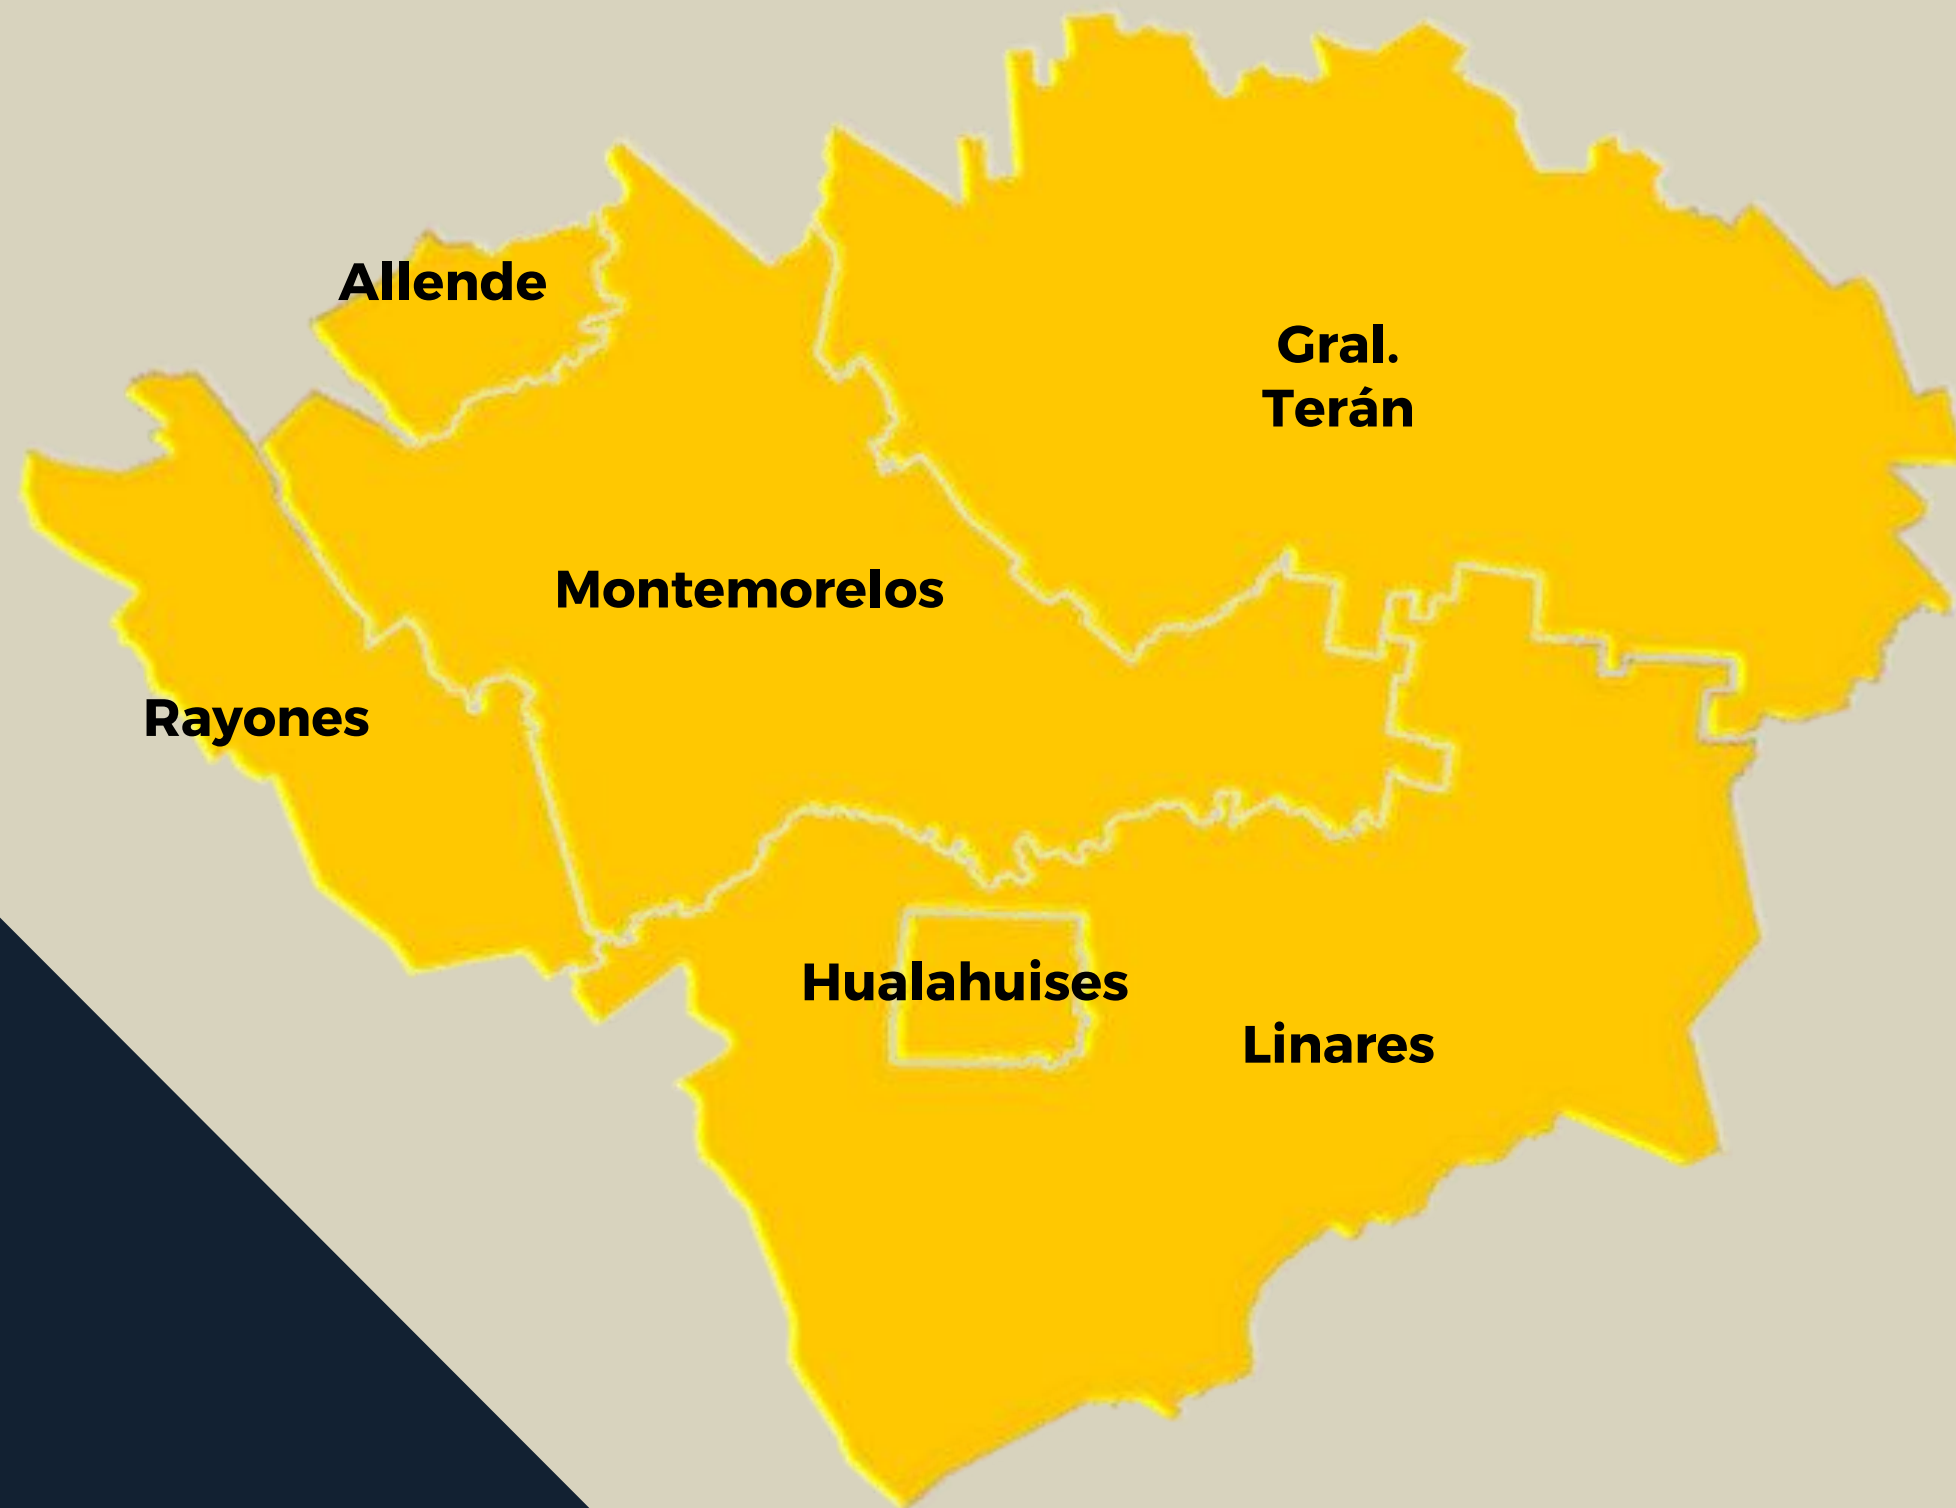 Allende
Gral.
Terán
Montemorelos
Rayones
Hualahuises
Linares